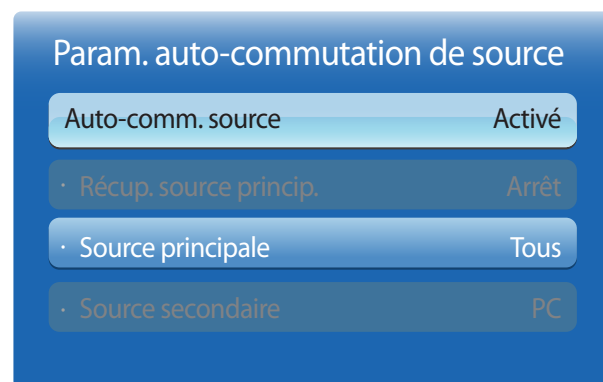 Param. auto-commutation de source
Auto-comm. source Activé
· Récup. source princip. Arrêt
· Source principale Tous
· Source secondaire PC